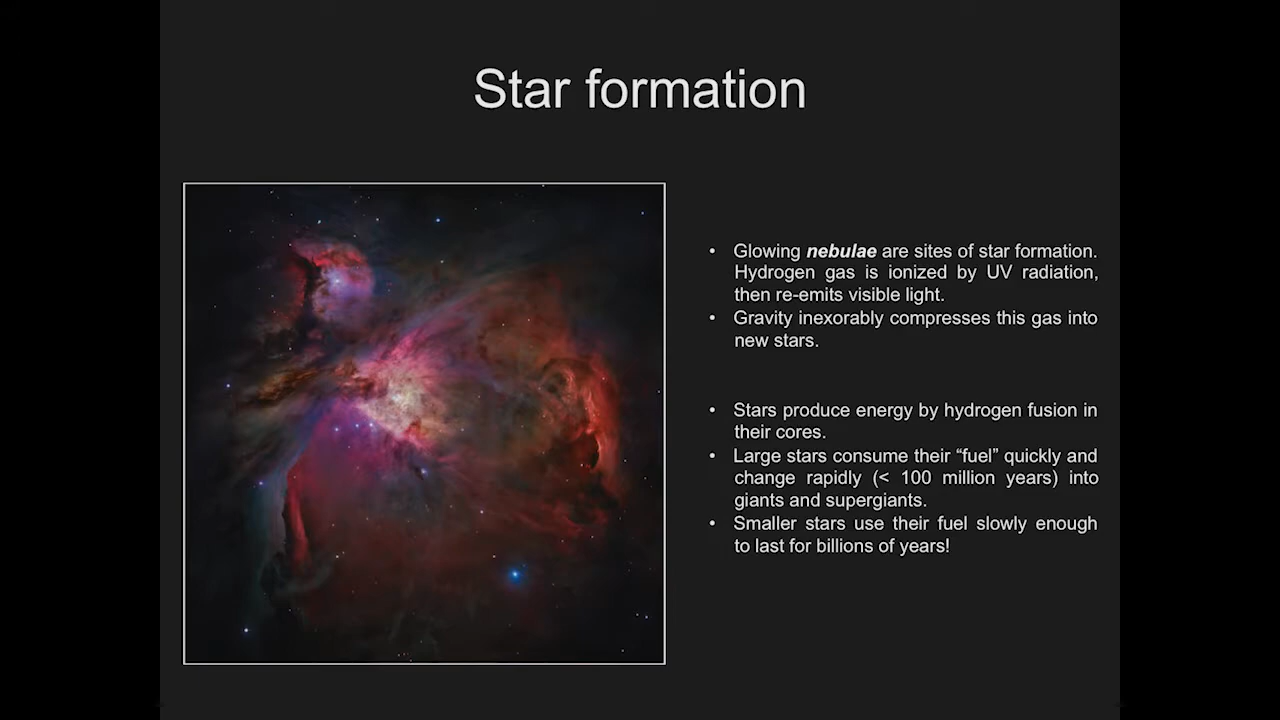 Star formation
• Glowing nebulae are sites of star formation.
Hydrogen gas is ionized by UV radiation,
then re-emits visible light.
• Gravity inexorably compresses this gas into
new stars.
• Stars produce energy by hydrogen fusion in
their cores.
• Large stars consume their “fuel” quickly and
change rapidly (< 100 million years) into
giants and supergiants.
• Smaller stars use their fuel slowly enough
to last for billions of years!